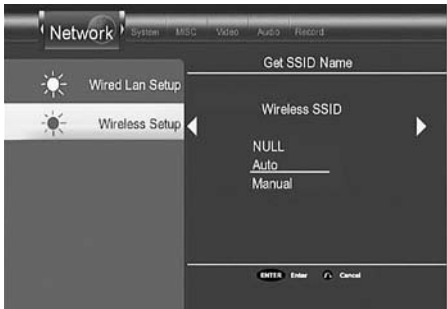 Network System MISC Video Audio Record
Get SSID Name
Wired Lan Setup
Wireless SSID
Wireless Setup
NULL
Auto
Manual
ENTER Enter Cancel